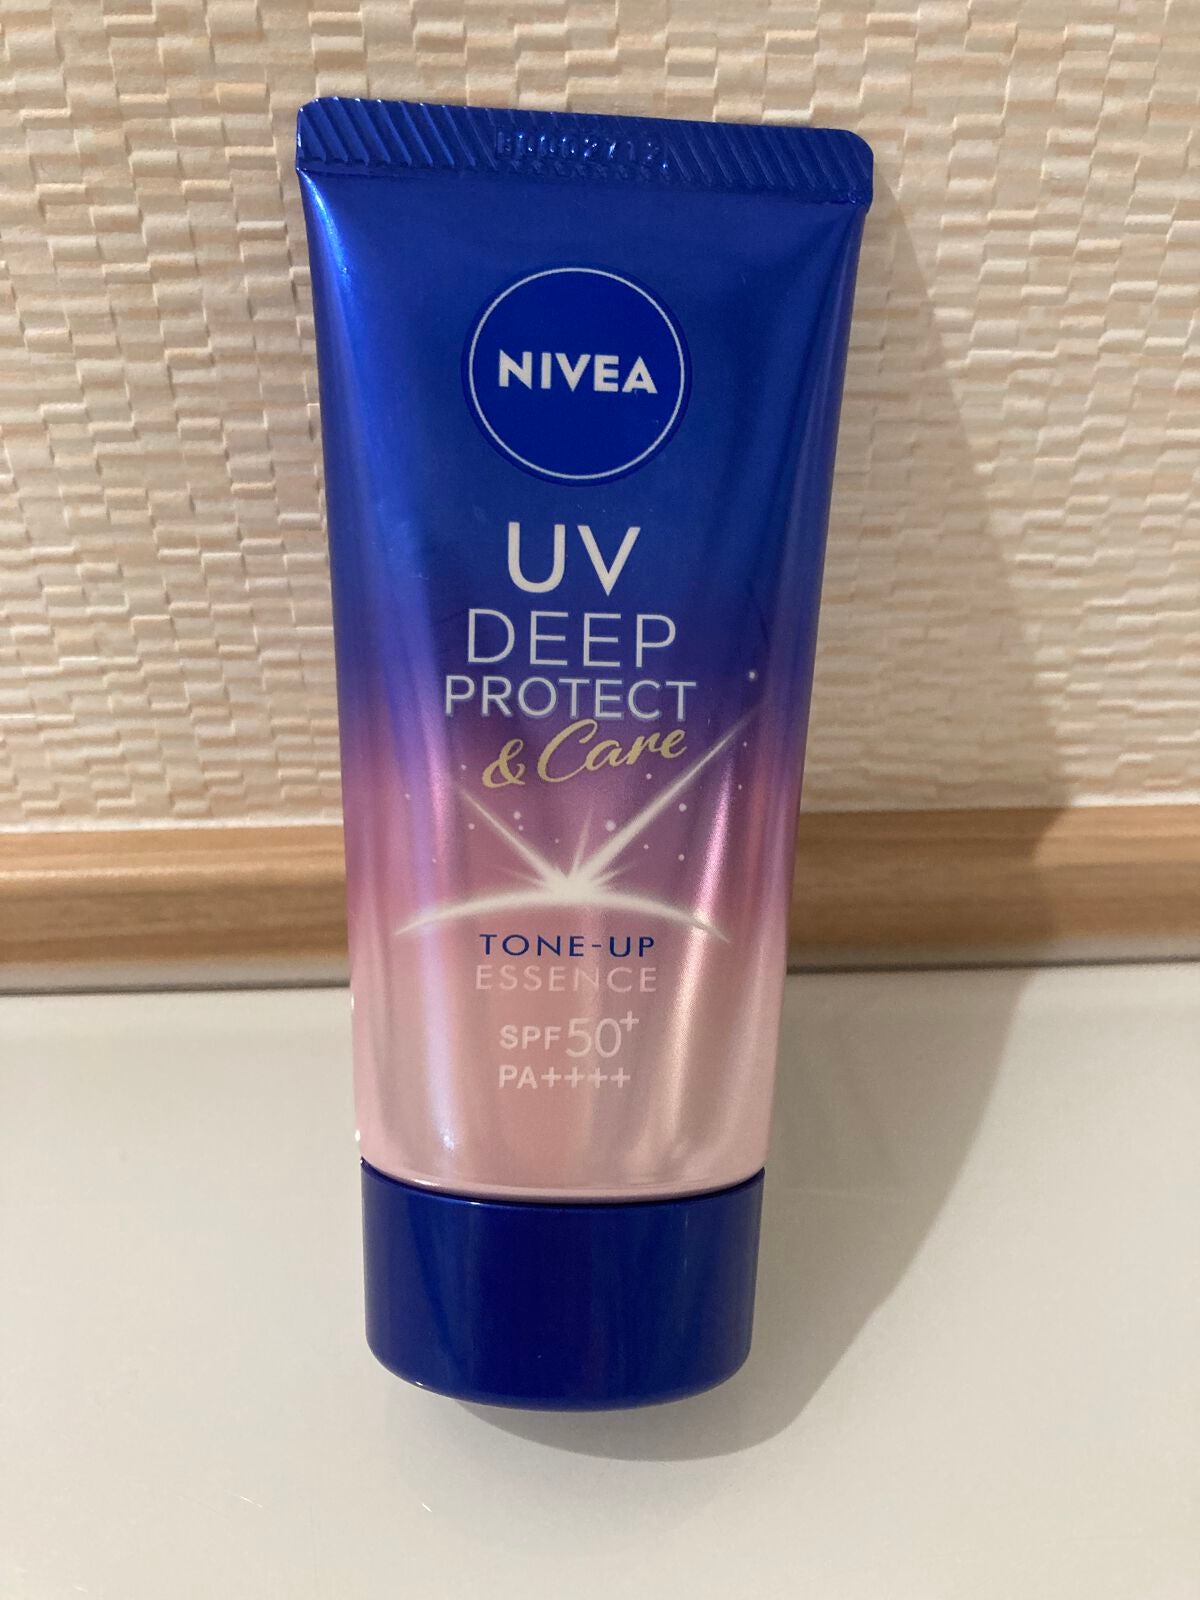 NIVEA
UV
DEEP
PROTECT
& Care
TONE-UP
ESSENCE
SPF50+
PA++++